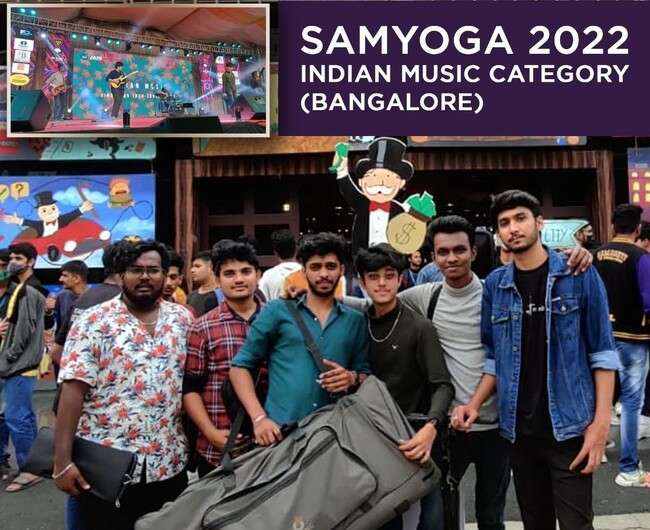 SAMYOGA 2022
INDIAN MUSIC CATEGORY
(BANGALORE)